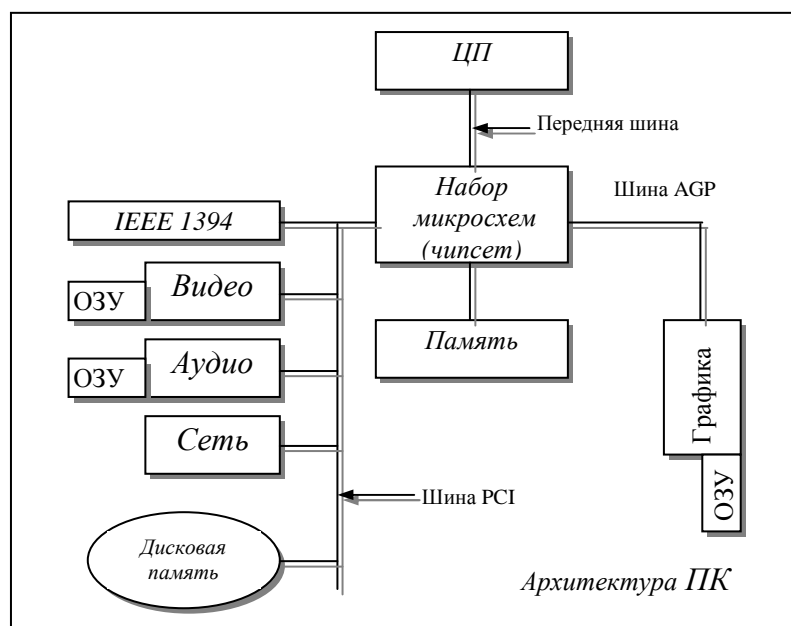 ЦП
Передняя шина
Набор
микросхем
(чипсет)
Шина AGP
IEEE 1394
ОЗУ
Видео
Память
ОЗУ
Аудио
Графика
Сеть
ОЗУ
Шина PCI
Дисковая
память
Архитектура ПК